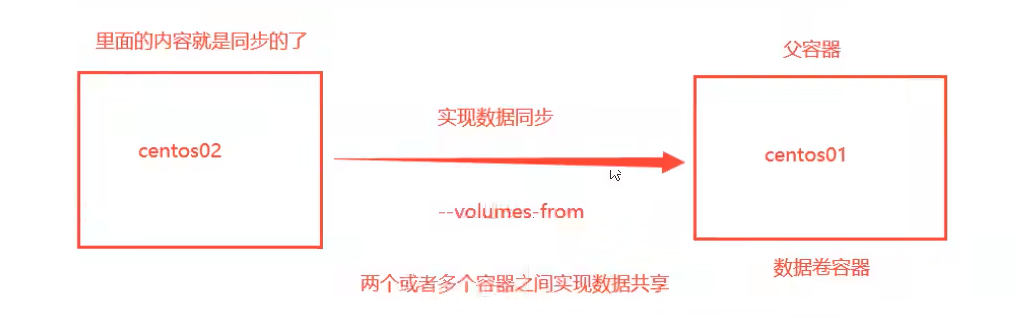 里面的内容就是同步的了
父容器
实现数据同步
centos02
centos01
--volumes-from
数据卷容器
两个或者多个容器之间实现数据共享